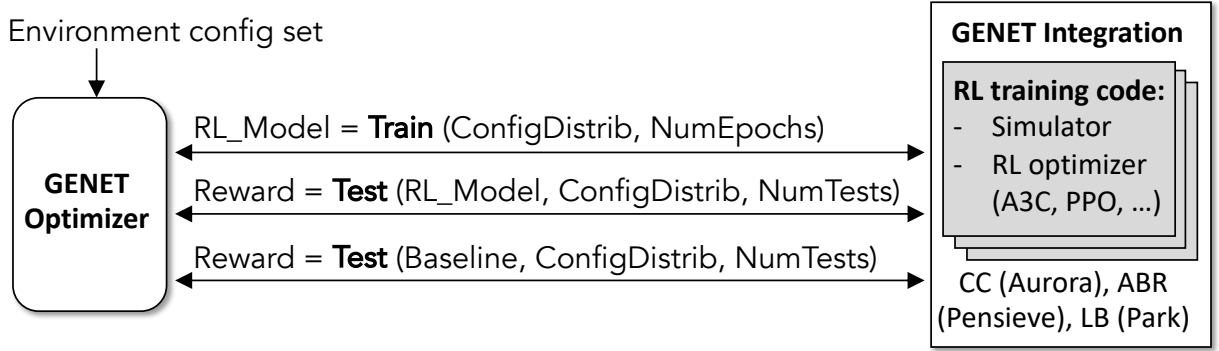 Environment config set
GENET
Optimizer
RL_Model = Train (ConfigDistrib, NumEpochs)
Reward = Test (RL_Model, ConfigDistrib, NumTests)
Reward = Test (Baseline, ConfigDistrib, NumTests)
GENET Integration
RL training code:
- Simulator
- RL optimizer
(A3C, PPO, …)
CC (Aurora), ABR
(Pensieve), LB (Park)